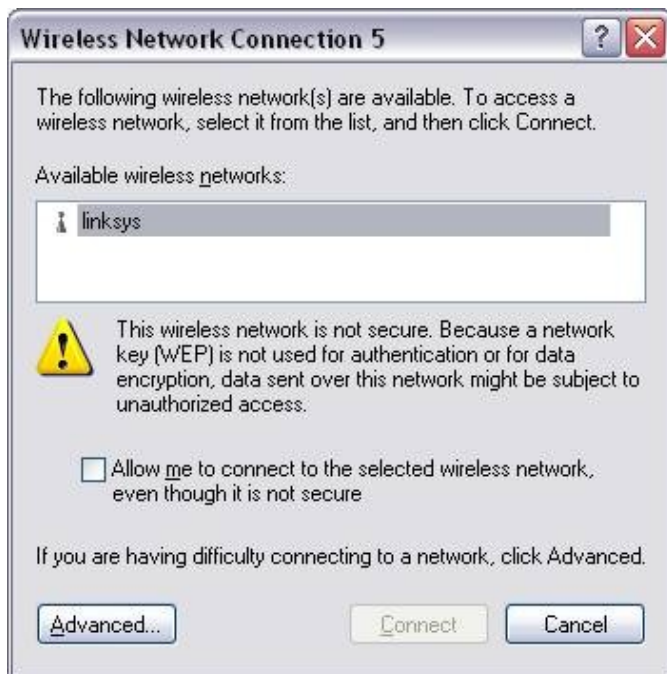 Wireless Network Connection 5
The following wireless network(s) are available. To access a
wireless network, select it from the list, and then click Connect.
Available wireless networks:
linksys
This wireless network is not secure. Because a network
key (WEP) is not used for authentication or for data
encryption, data sent over this network might be subject to
unauthorized access.
Allow me to connect to the selected wireless network,
even though it is not secure
If you are having difficulty connecting to a network, click Advanced.
Advanced... Connect Cancel